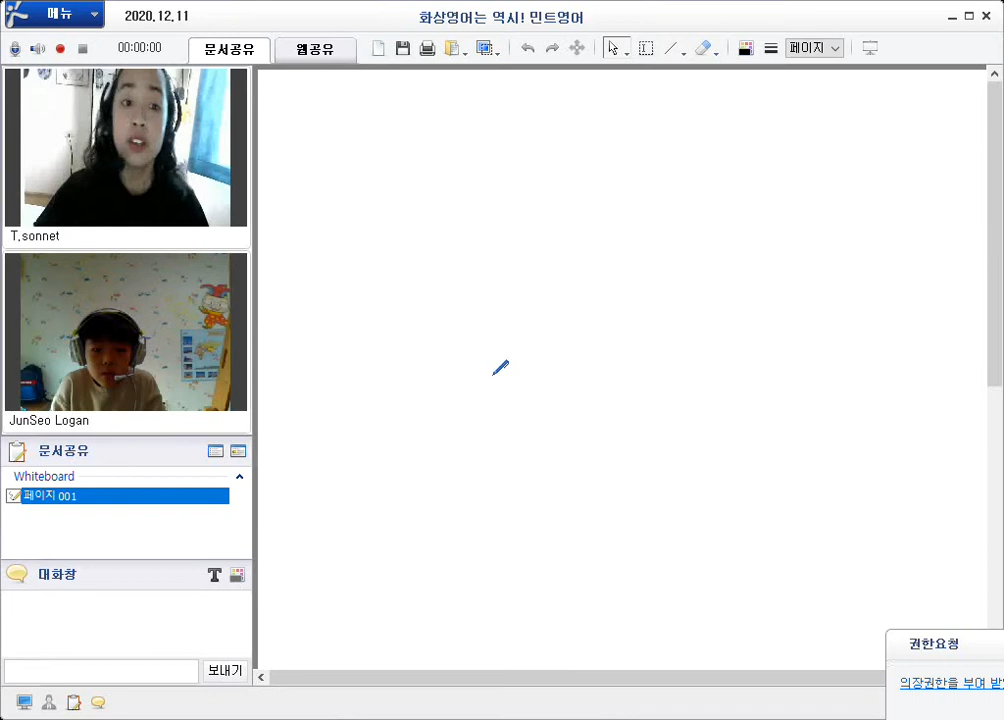 메뉴
2020.12.11
화상영어는 역시! 민트영어
00:00:00
문서공유
웹공유
페이지
T.sonnet
JunSeo Logan
문서공유
Whiteboard
페이지 001
대화창
보내기
권한요청
의장권한을 부여 받